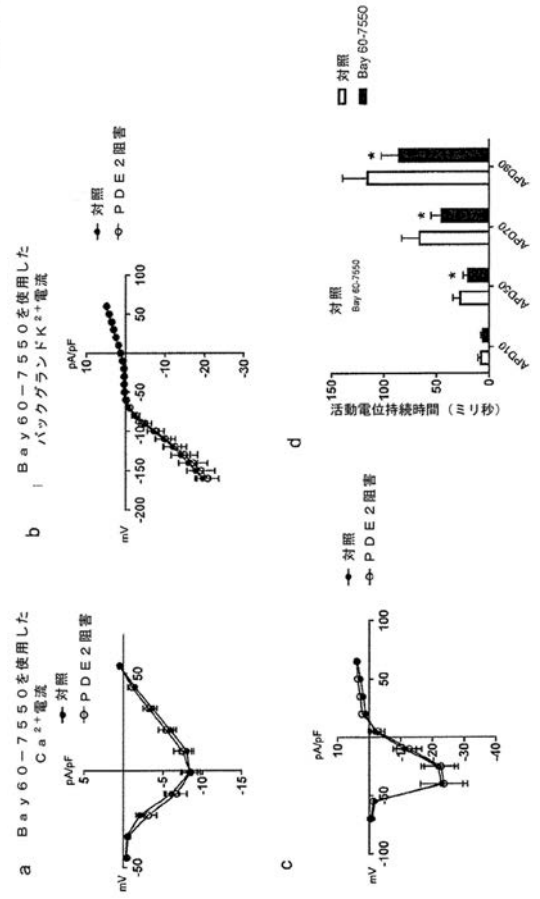 a Bay60-7550を使用した
Ca²⁺電流
対照
PDE2阻害
pA/pF
5
mV
-50
50
-5
-10
-15
b Bay60-7550を使用した
バックグランドK²⁺電流
対照
PDE2阻害
pA/pF
10
mV
-200
-150
-100
-50
50
100
-10
-20
-30
c
対照
PDE2阻害
pA/pF
10
mV
-100
-50
50
100
-10
-20
-30
-40
d
対照
Bay 60-7550
対照
Bay 60-7550
活動電位持続時間（ミリ秒）
150
100
50
0
*
*
*
APD10
APD50
APD70
APD90